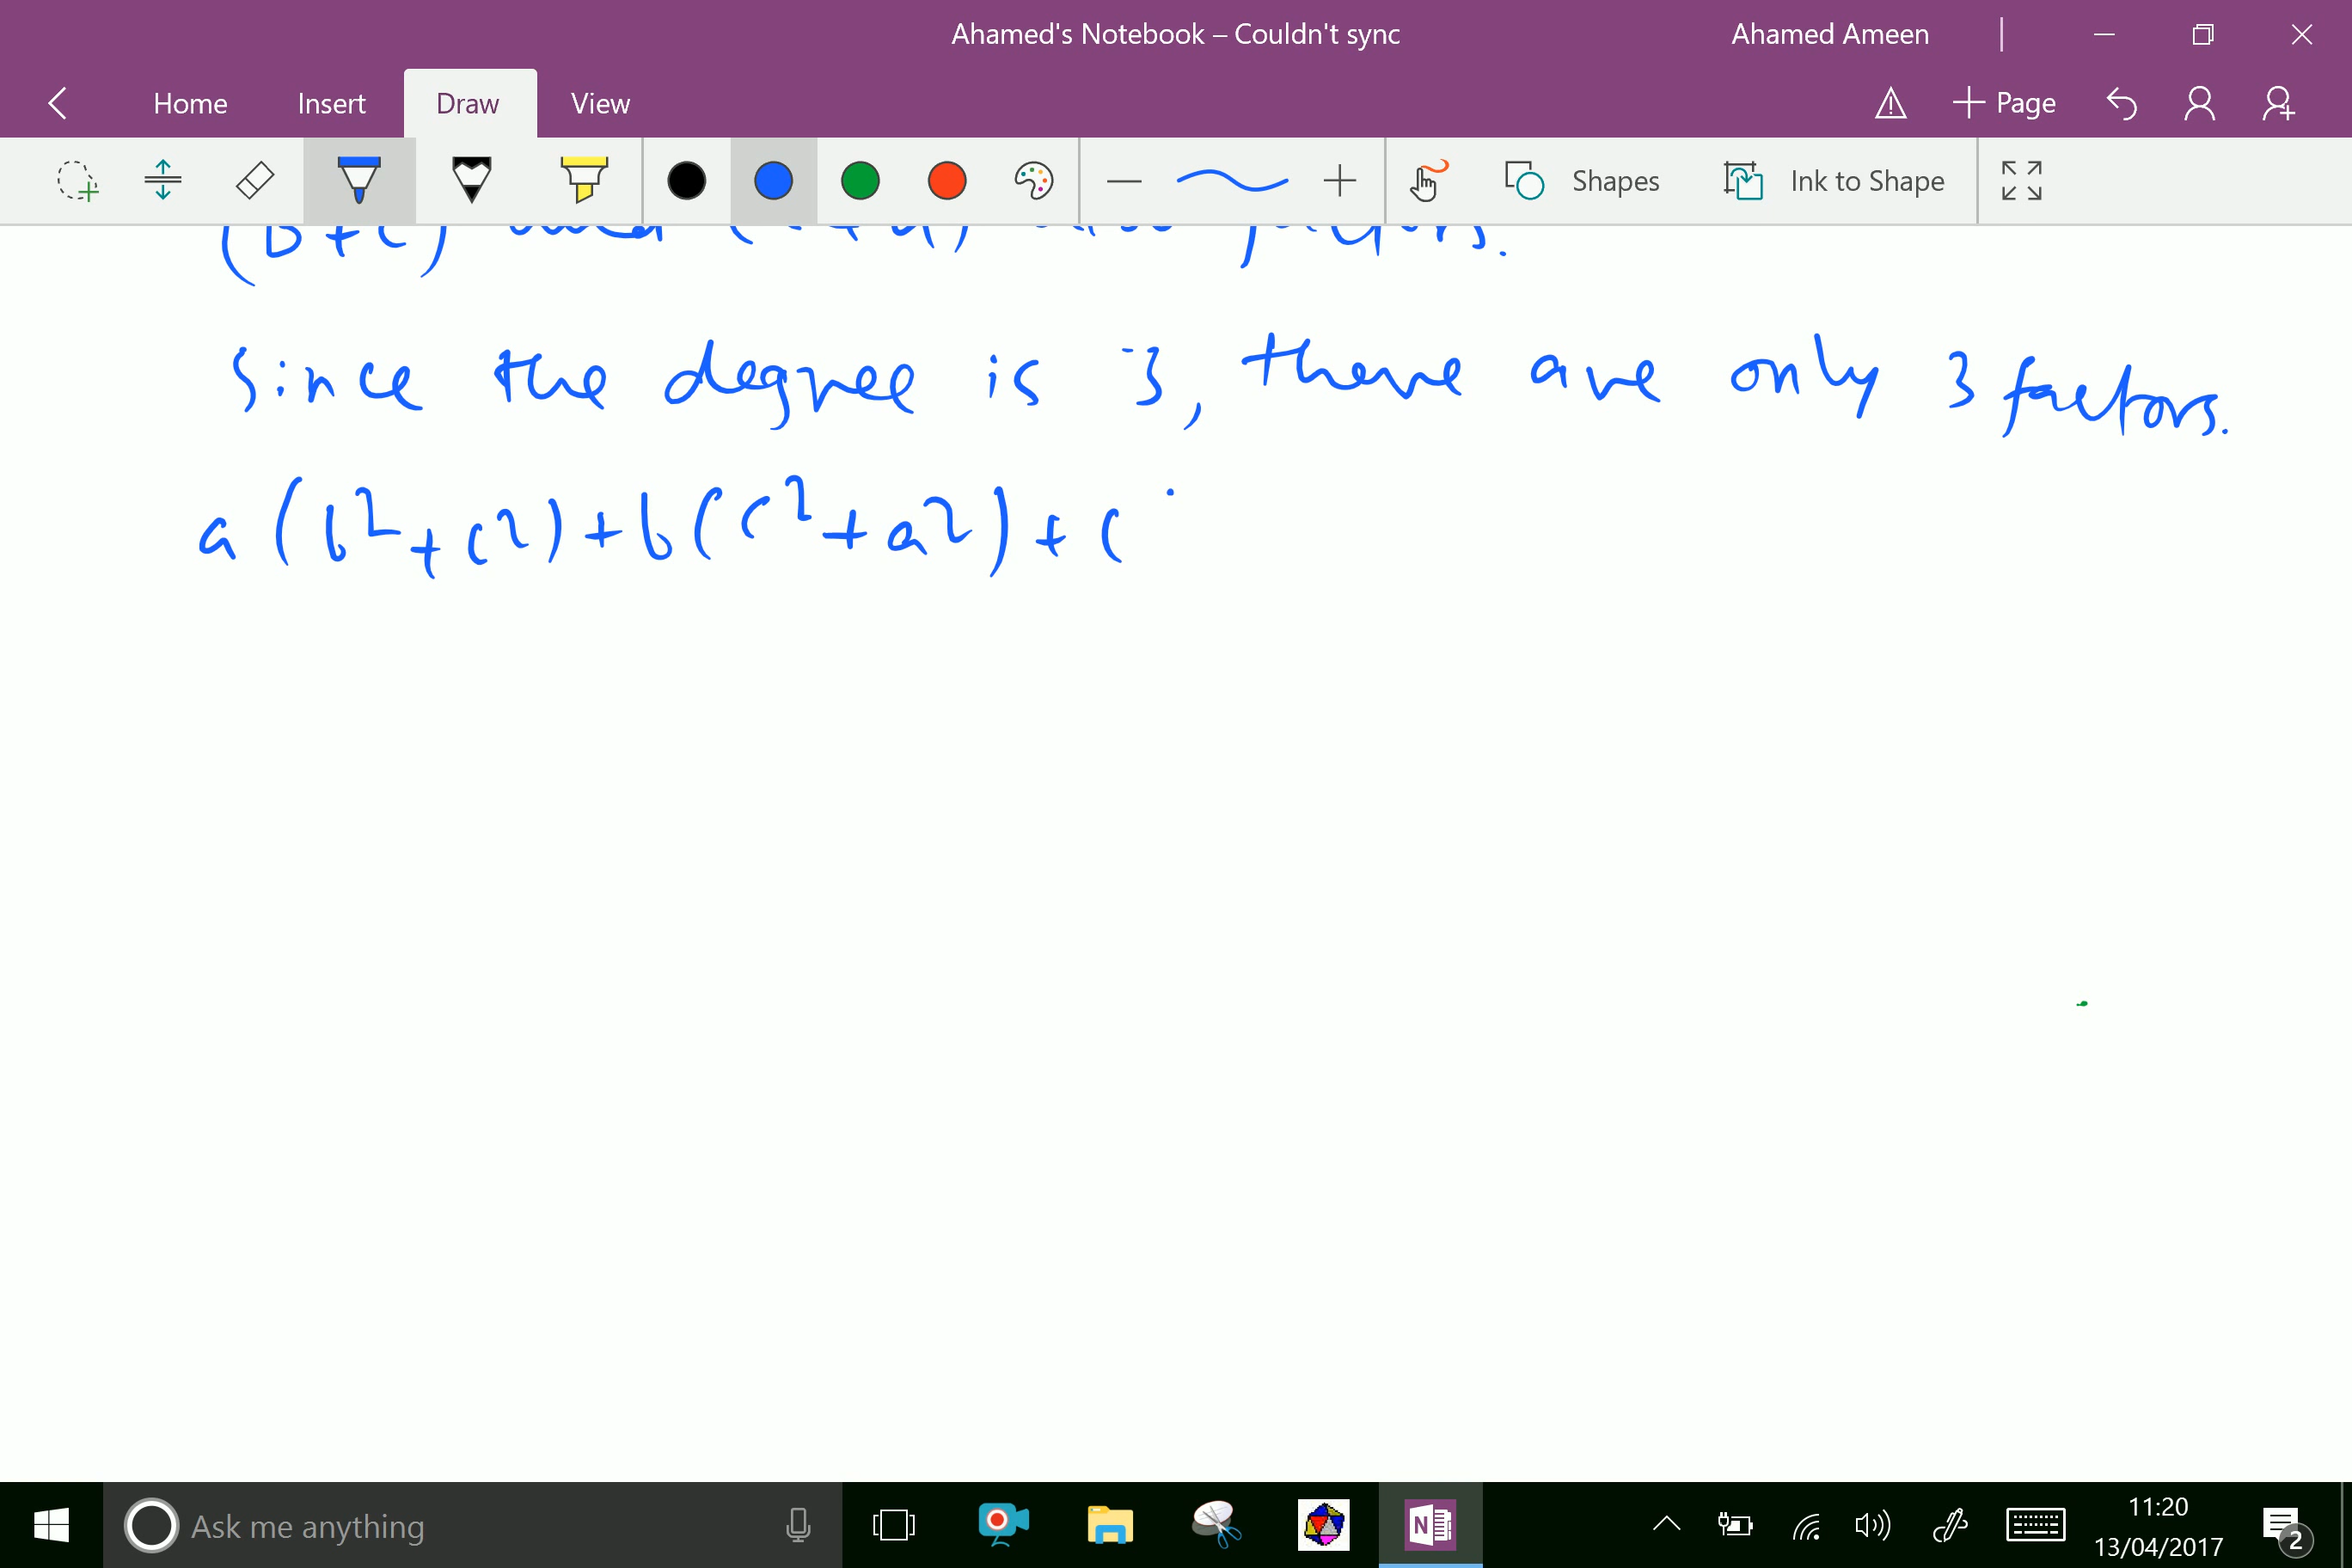 Ahamed's Notebook – Couldn't sync
Ahamed Ameen
Home Insert Draw View
+ Page
Shapes Ink to Shape
(b+c) and factors.
Since the degree is 3, there are only 3 factors.
a(b²+c²)+b(c²+a²)+c
Ask me anything
N
11:20
13/04/2017
2